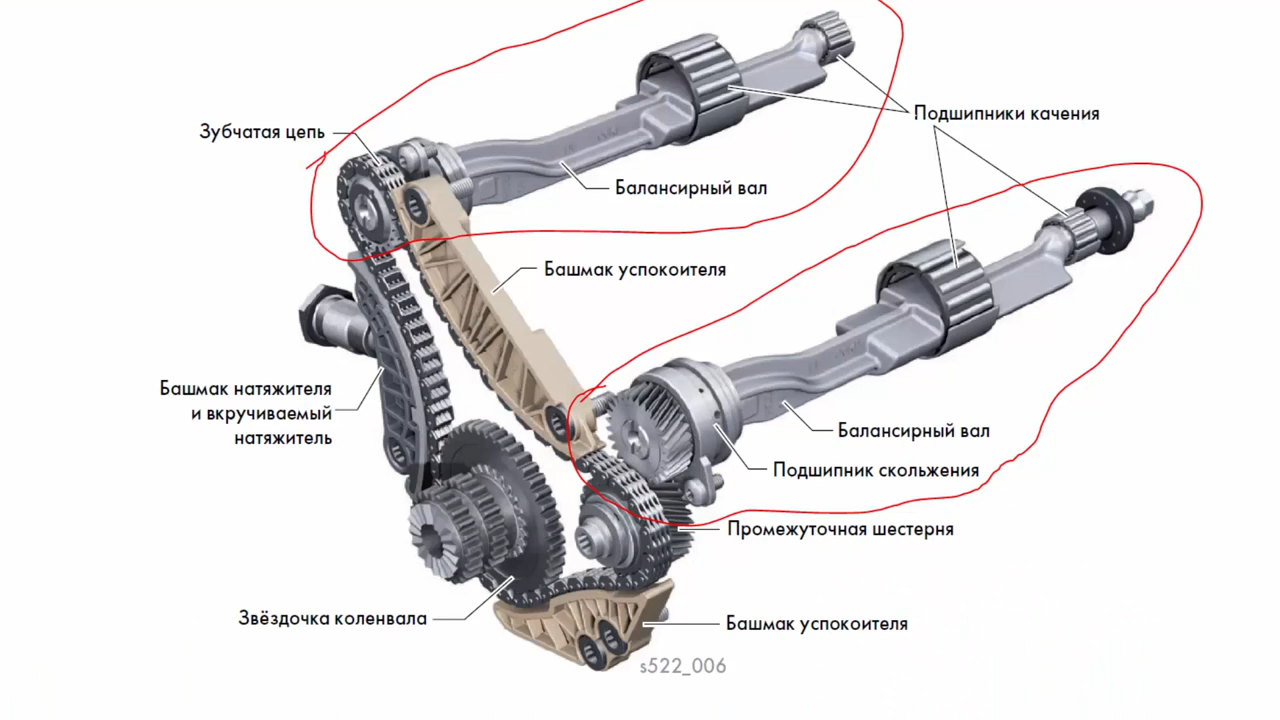 Зубчатая цепь
Подшипники качения
Балансирный вал
Башмак успокоителя
Башмак натяжителя
и вкручиваемый
натяжитель
Балансирный вал
Подшипник скольжения
Промежуточная шестерня
Звёздочка коленвала
Башмак успокоителя
s522_006